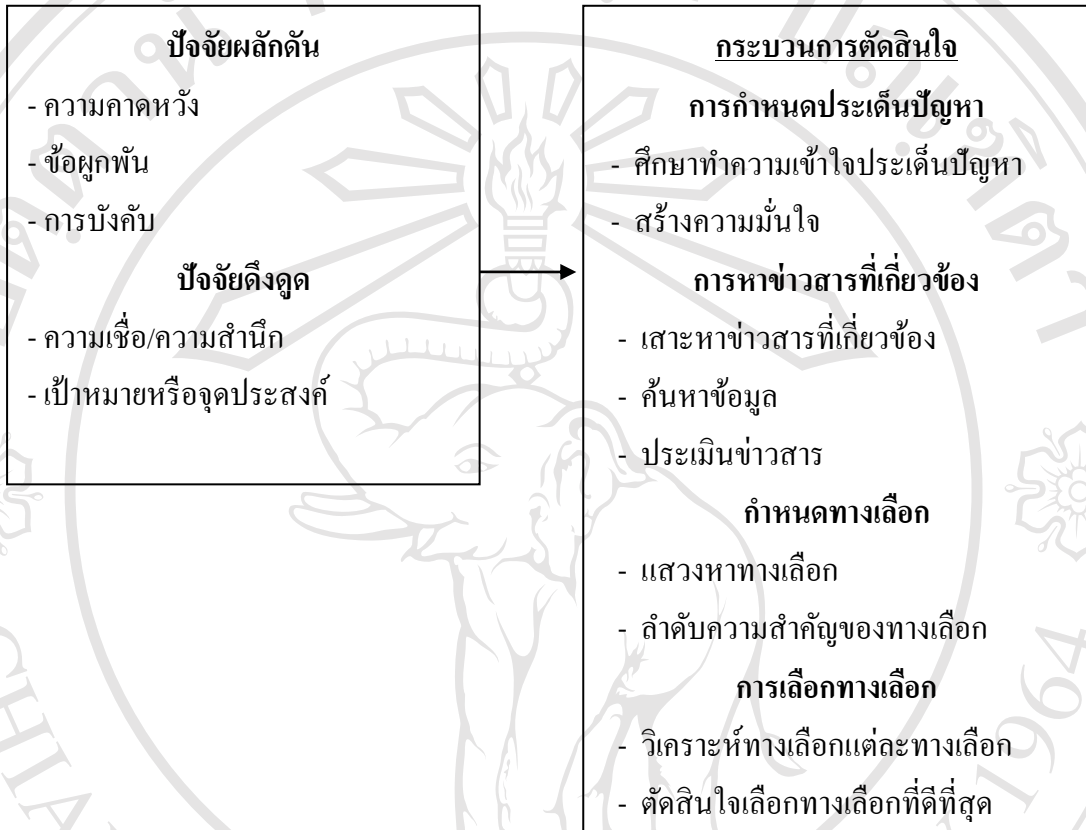 ปัจจัยผลักดัน
- ความคาดหวัง
- ข้อผูกพัน
- การบังคับ
ปัจจัยดึงดูด
- ความเชื่อ/ความสำนึก
- เป้าหมายหรือจุดประสงค์
กระบวนการตัดสินใจ
การกำหนดประเด็นปัญหา
- ศึกษาทำความเข้าใจประเด็นปัญหา
- สร้างความมั่นใจ
การหาข่าวสารที่เกี่ยวข้อง
- เสาะหาข่าวสารที่เกี่ยวข้อง
- ค้นหาข้อมูล
- ประเมินข่าวสาร
กำหนดทางเลือก
- แสวงหาทางเลือก
- ลำดับความสำคัญของทางเลือก
การเลือกทางเลือก
- วิเคราะห์ทางเลือกแต่ละทางเลือก
- ตัดสินใจเลือกทางเลือกที่ดีที่สุด
1964